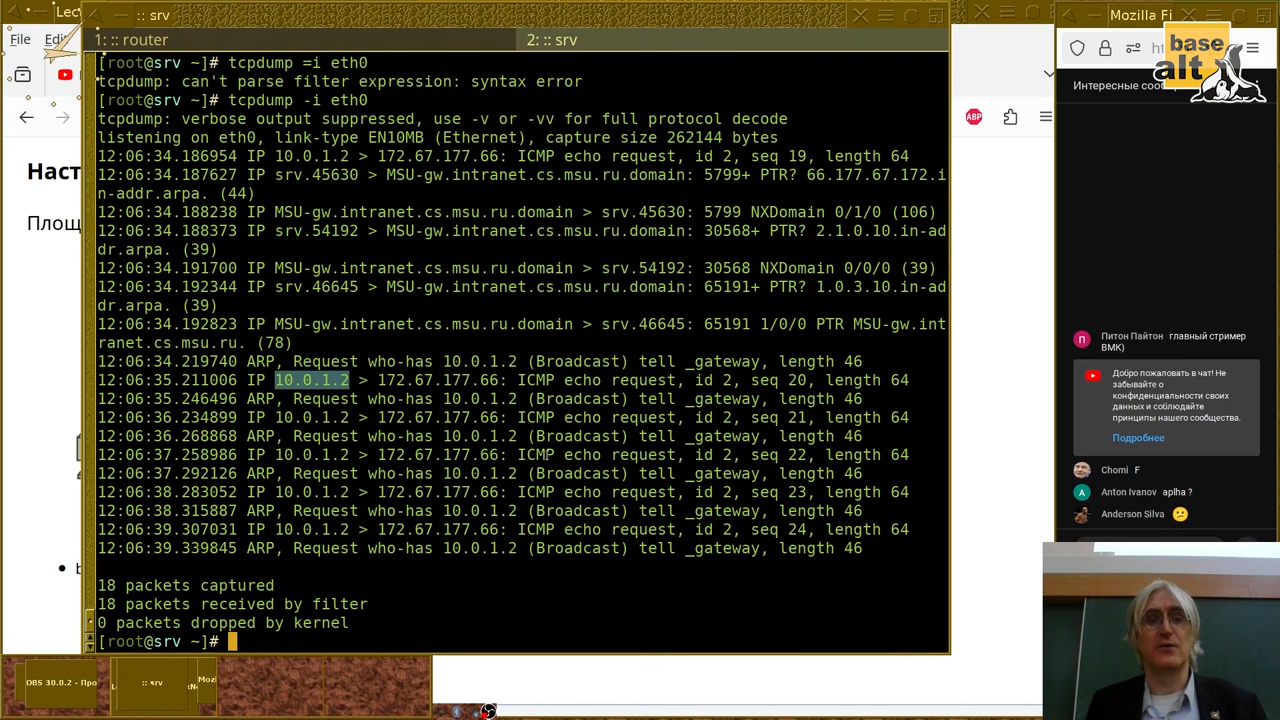 Lec
:: srv
Mozilla Fi
File
Edi
1: :: router
2: :: srv
base
alt
Интересные сооб
ABP
Наст
Площ
[root@srv ~]# tcpdump =i eth0
tcpdump: can't parse filter expression: syntax error
[root@srv ~]# tcpdump -i eth0
tcpdump: verbose output suppressed, use -v or -vv for full protocol decode
listening on eth0, link-type EN10MB (Ethernet), capture size 262144 bytes
12:06:34.186954 IP 10.0.1.2 > 172.67.177.66: ICMP echo request, id 2, seq 19, length 64
12:06:34.187627 IP srv.45630 > MSU-gw.intranet.cs.msu.ru.domain: 5799+ PTR? 66.177.67.172.i
n-addr.arpa. (44)
12:06:34.188238 IP MSU-gw.intranet.cs.msu.ru.domain > srv.45630: 5799 NXDomain 0/1/0 (106)
12:06:34.188373 IP srv.54192 > MSU-gw.intranet.cs.msu.ru.domain: 30568+ PTR? 2.1.0.10.in-ad
dr.arpa. (39)
12:06:34.191700 IP MSU-gw.intranet.cs.msu.ru.domain > srv.54192: 30568 NXDomain 0/0/0 (39)
12:06:34.192344 IP srv.46645 > MSU-gw.intranet.cs.msu.ru.domain: 65191+ PTR? 1.0.3.10.in-ad
dr.arpa. (39)
12:06:34.192823 IP MSU-gw.intranet.cs.msu.ru.domain > srv.46645: 65191 1/0/0 PTR MSU-gw.int
ranet.cs.msu.ru. (78)
12:06:34.219740 ARP, Request who-has 10.0.1.2 (Broadcast) tell _gateway, length 46
12:06:35.211006 IP 10.0.1.2 > 172.67.177.66: ICMP echo request, id 2, seq 20, length 64
12:06:35.246496 ARP, Request who-has 10.0.1.2 (Broadcast) tell _gateway, length 46
12:06:36.234899 IP 10.0.1.2 > 172.67.177.66: ICMP echo request, id 2, seq 21, length 64
12:06:36.268868 ARP, Request who-has 10.0.1.2 (Broadcast) tell _gateway, length 46
12:06:37.258986 IP 10.0.1.2 > 172.67.177.66: ICMP echo request, id 2, seq 22, length 64
12:06:37.292126 ARP, Request who-has 10.0.1.2 (Broadcast) tell _gateway, length 46
12:06:38.283052 IP 10.0.1.2 > 172.67.177.66: ICMP echo request, id 2, seq 23, length 64
12:06:38.315887 ARP, Request who-has 10.0.1.2 (Broadcast) tell _gateway, length 46
12:06:39.307031 IP 10.0.1.2 > 172.67.177.66: ICMP echo request, id 2, seq 24, length 64
12:06:39.339845 ARP, Request who-has 10.0.1.2 (Broadcast) tell _gateway, length 46
18 packets captured
18 packets received by filter
0 packets dropped by kernel
[root@srv ~]#
П
Питон Пайтон главный стример
ВМК)
Добро пожаловать в чат! Не
забывайте о
конфиденциальности своих
данных и соблюдайте
принципы нашего сообщества.
Подробнее
Chomi F
A
Anton Ivanov aplha ?
Anderson Silva
OBS 30.0.2 - Про
:: srv
Mozi